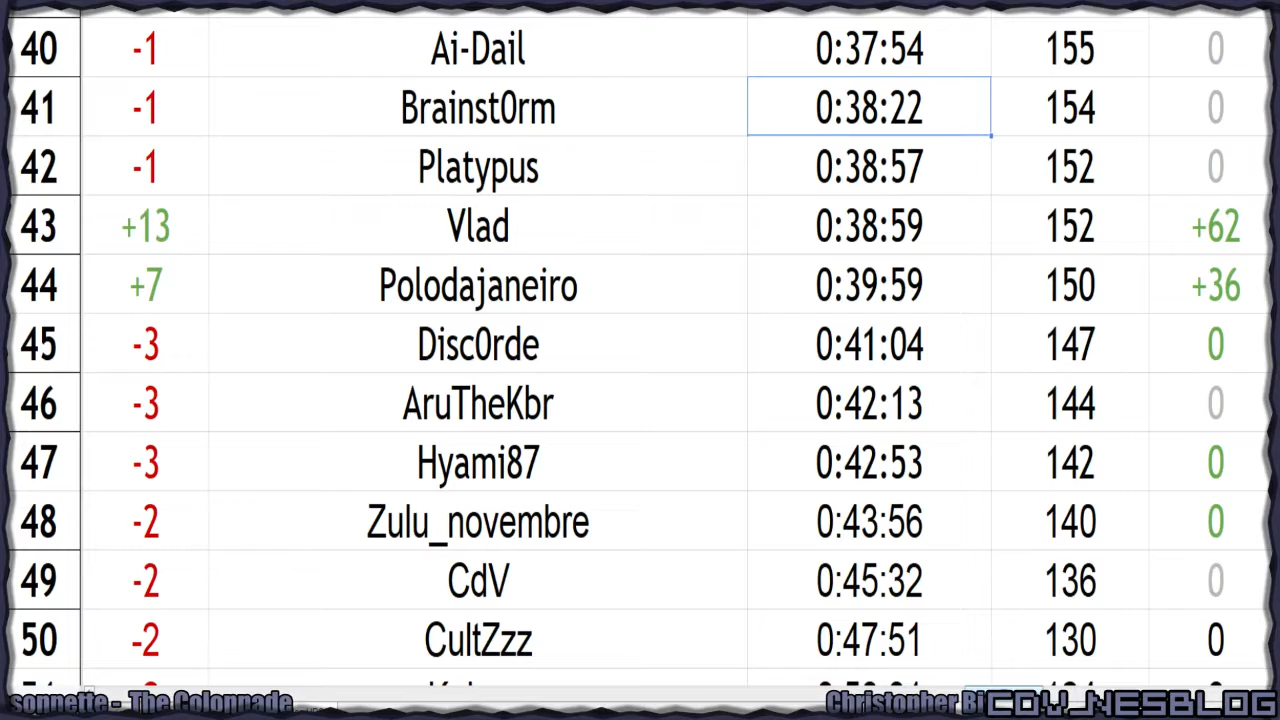 40 -1 Ai-Dail 0:37:54 155 0
41 -1 Brainst0rm 0:38:22 154 0
42 -1 Platypus 0:38:57 152 0
43 +13 Vlad 0:38:59 152 +62
44 +7 Polodajaneiro 0:39:59 150 +36
45 -3 Disc0rde 0:41:04 147 0
46 -3 AruTheKbr 0:42:13 144 0
47 -3 Hyami87 0:42:53 142 0
48 -2 Zulu_novembre 0:43:56 140 0
49 -2 CdV 0:45:32 136 0
50 -2 CultZzz 0:47:51 130 0
sonnette - The Colonnade Christopher Bi